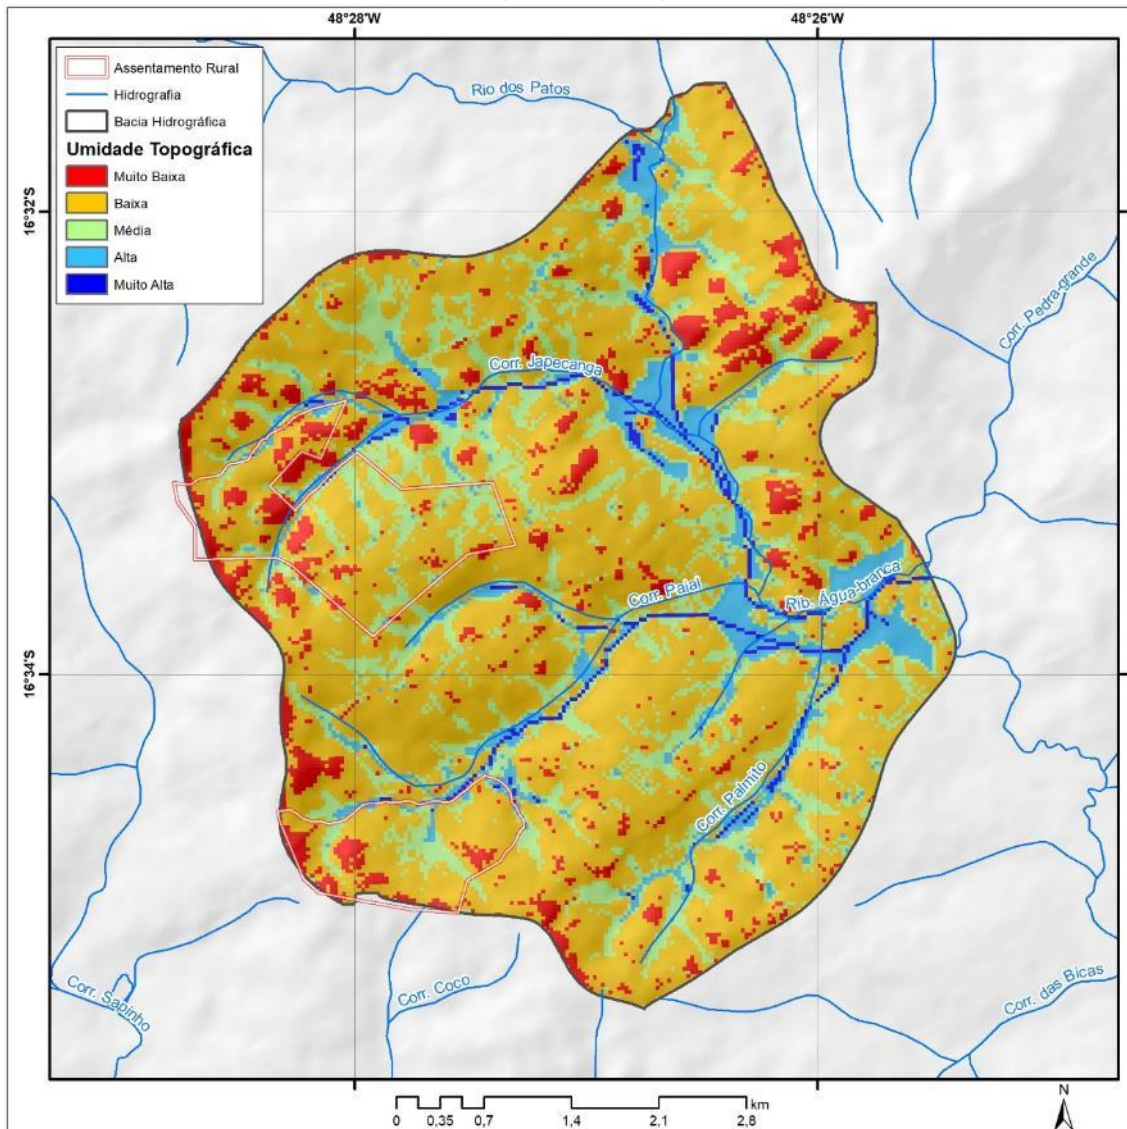 48°28'W
48°26'W
Assentamento Rural
Hidrografia
Bacia Hidrográfica
Umidade Topográfica
Muito Baixa
Baixa
Média
Alta
Muito Alta
Rio dos Patos
16°32'S
Corr. Pedra-grande
Corr. Japecanga
Corr. Paial
Rib. Água-branca
16°34'S
Corr. Palmito
Corr. Sapinho
Corr. Coco
Corr. das Bicas
N
km
0 0,35 0,7 1,4 2,1 2,8